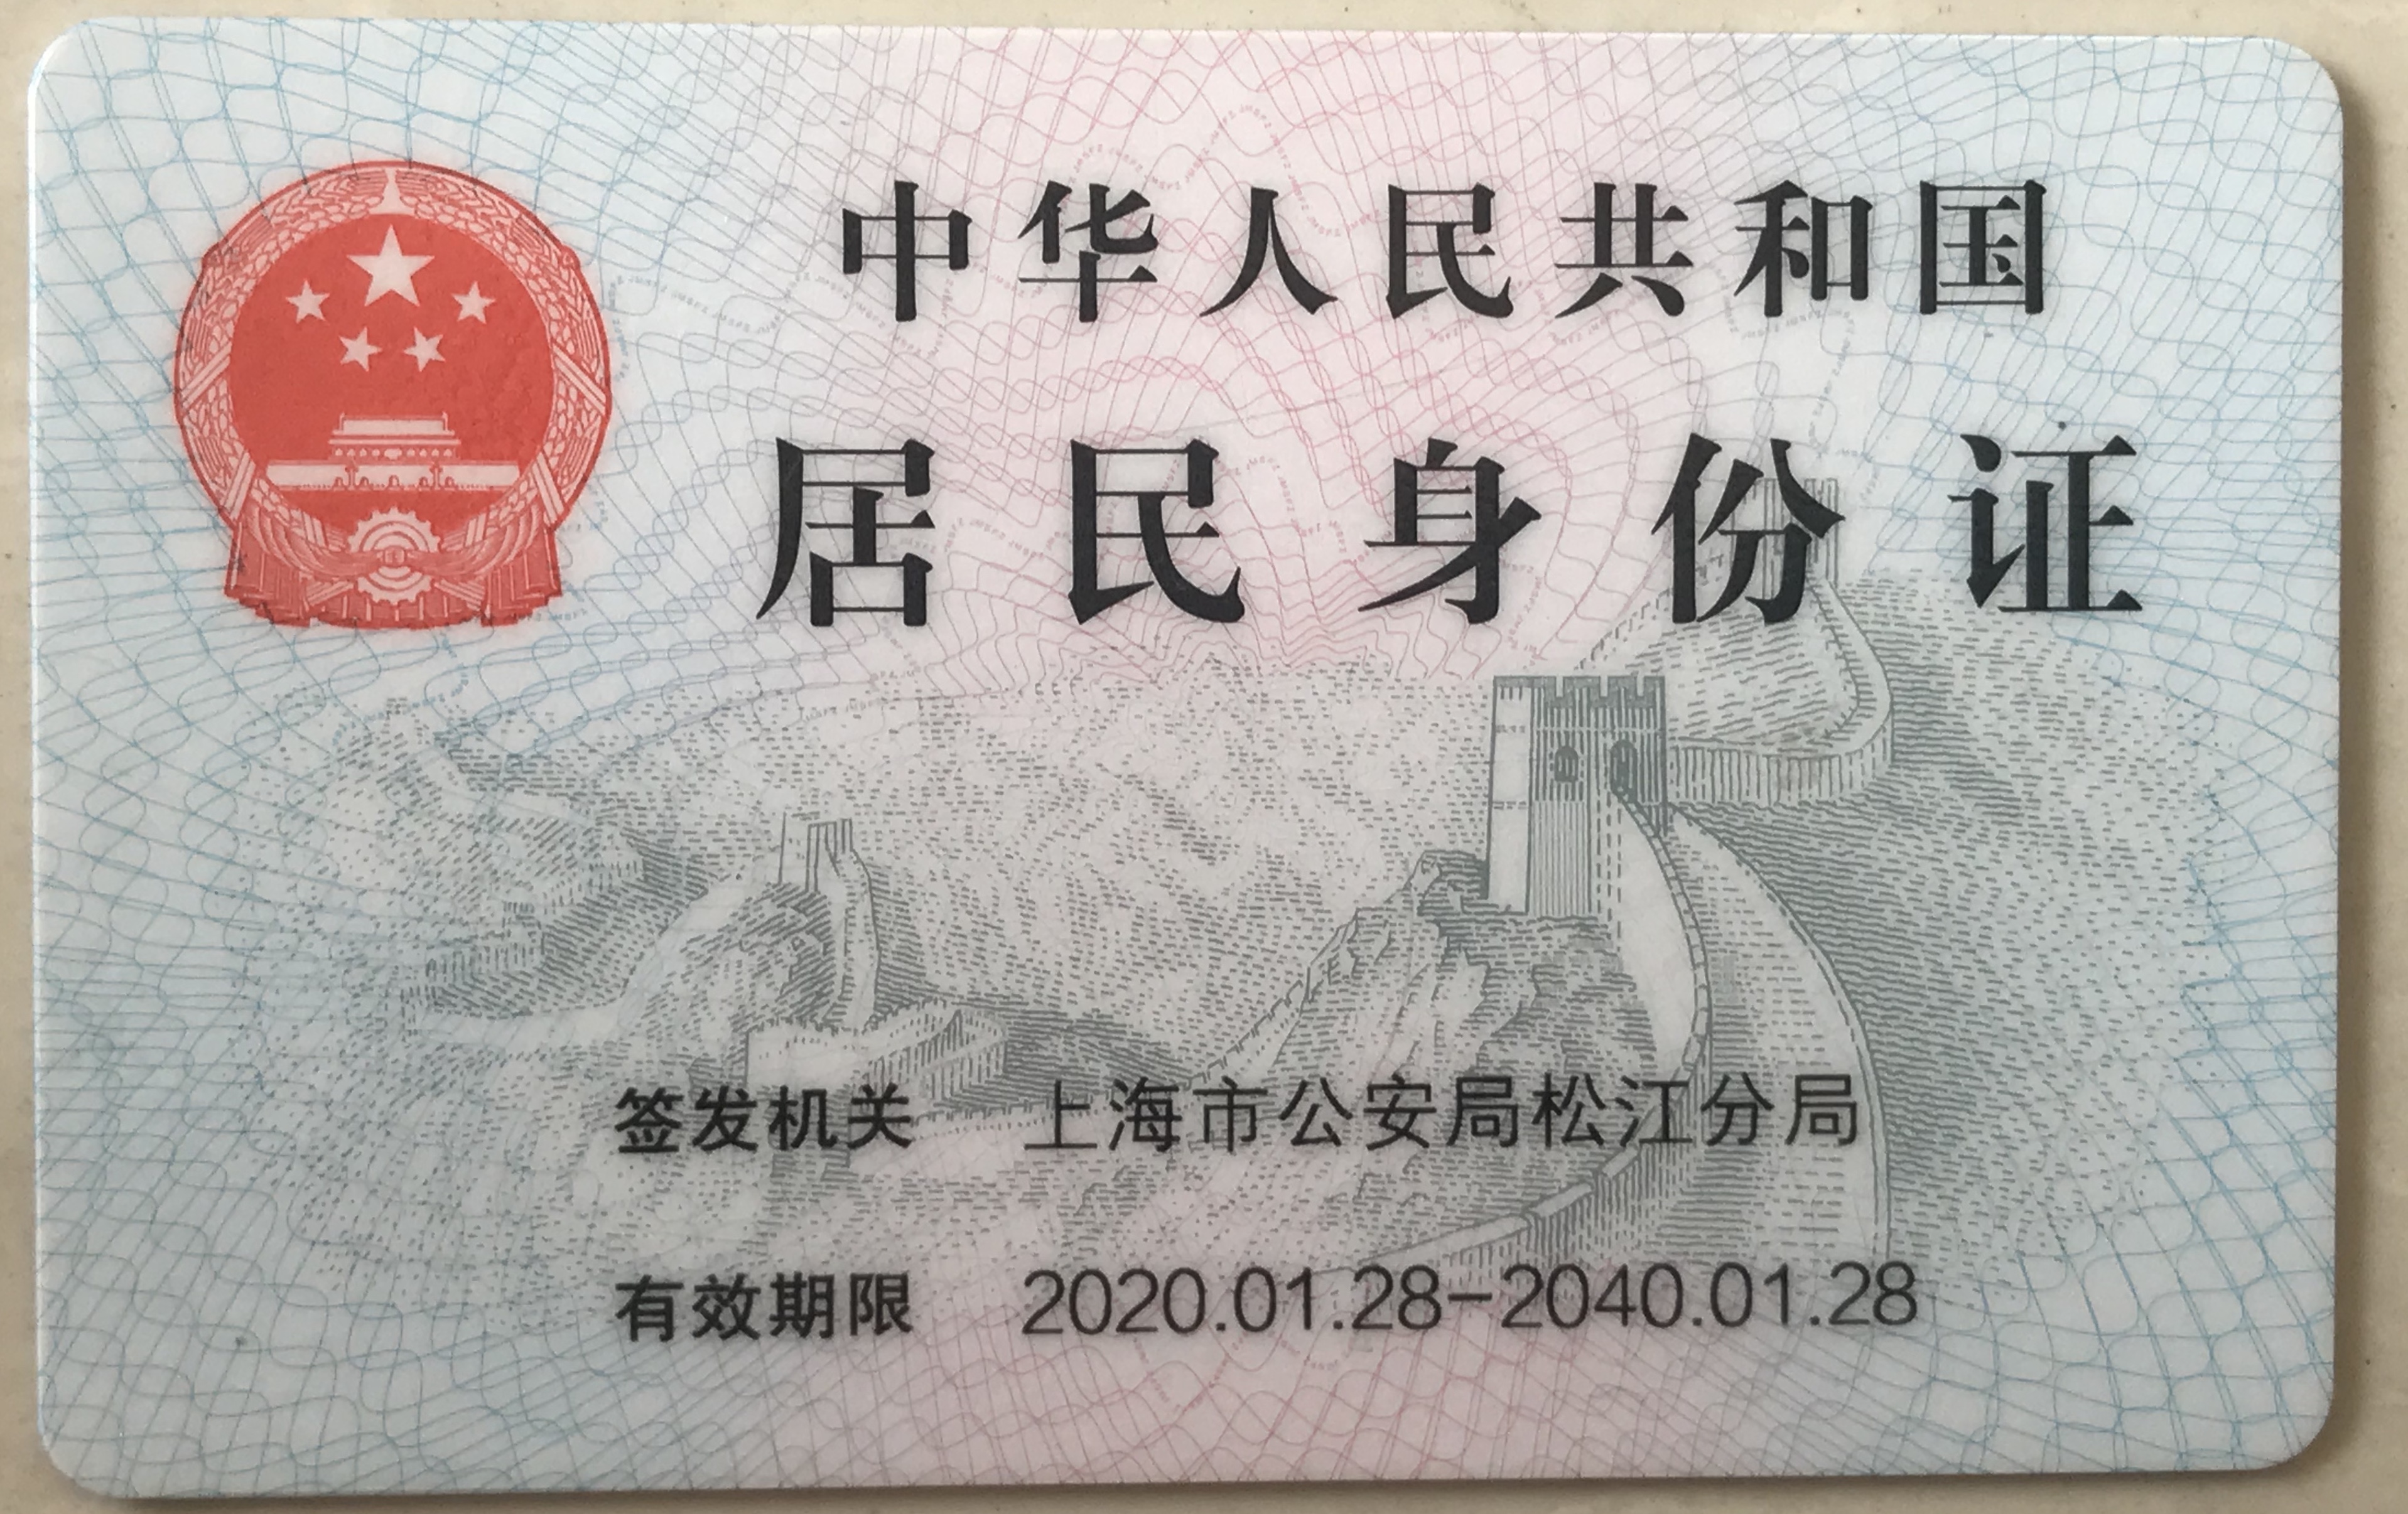 中华人民共和国
居民身份证
签发机关 上海市公安局松江分局
有效期限 2020.01.28-2040.01.28